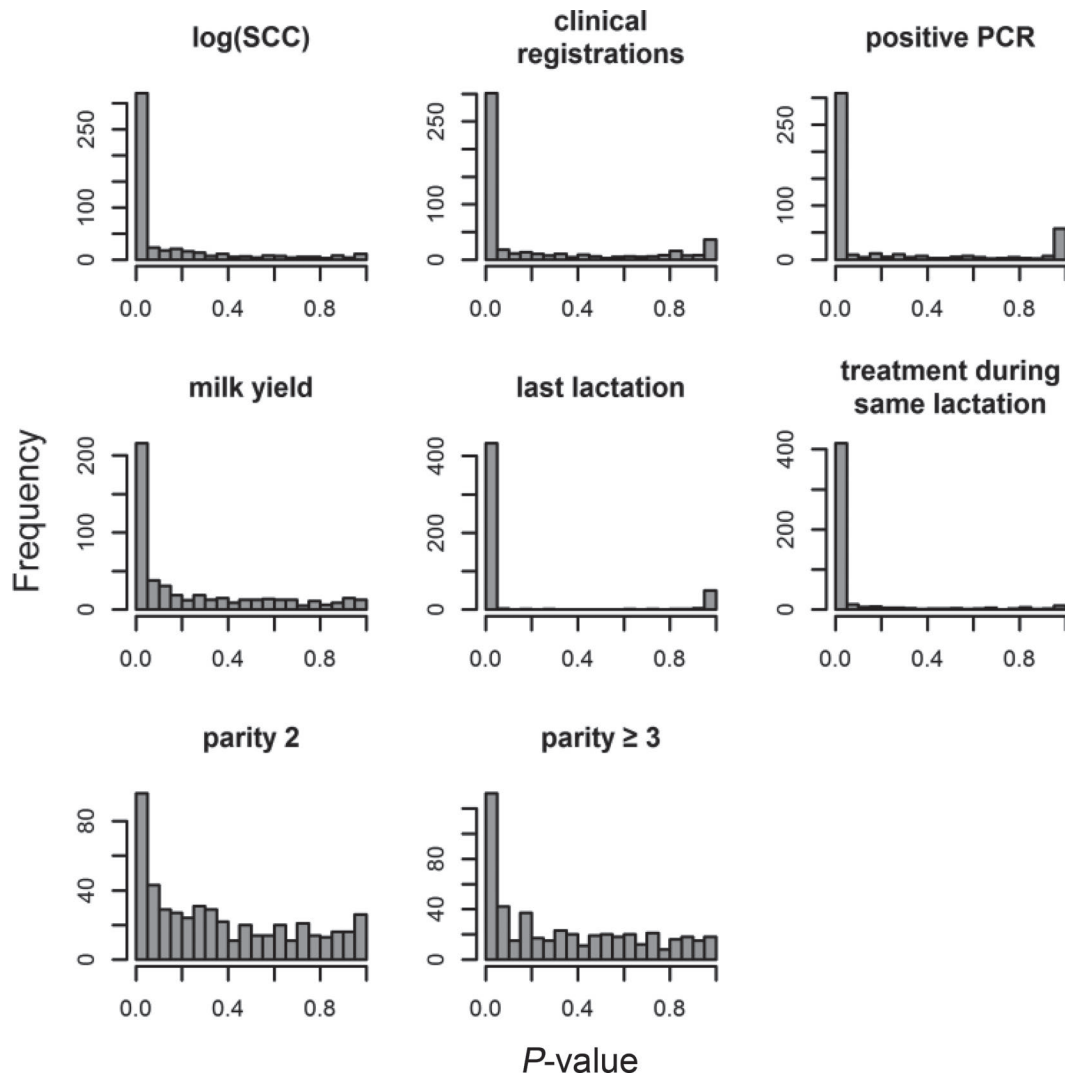 log(SCC)
clinical
registrations
positive PCR
250
100
0
0.0 0.4 0.8
250
100
0
0.0 0.4 0.8
250
100
0
0.0 0.4 0.8
Frequency
milk yield
last lactation
treatment during
same lactation
200
100
0
0.0 0.4 0.8
400
200
0
0.0 0.4 0.8
400
200
0
0.0 0.4 0.8
parity 2
parity ≥ 3
80
40
0
0.0 0.4 0.8
80
40
0
0.0 0.4 0.8
P-value